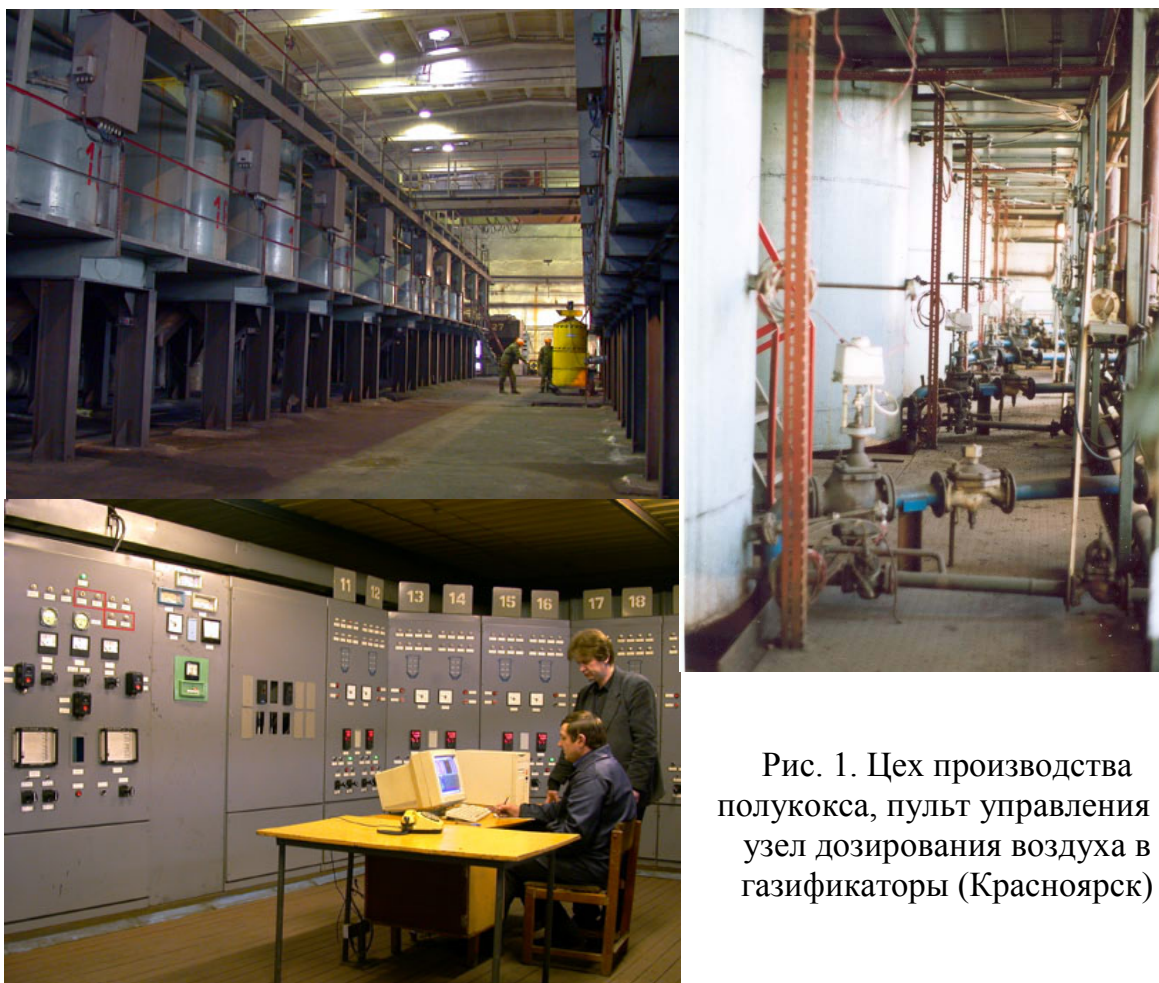 11
12
13
14
15
16
17
18
Рис. 1. Цех производства
полукокса, пульт управления
узел дозирования воздуха в
газификаторы (Красноярск)